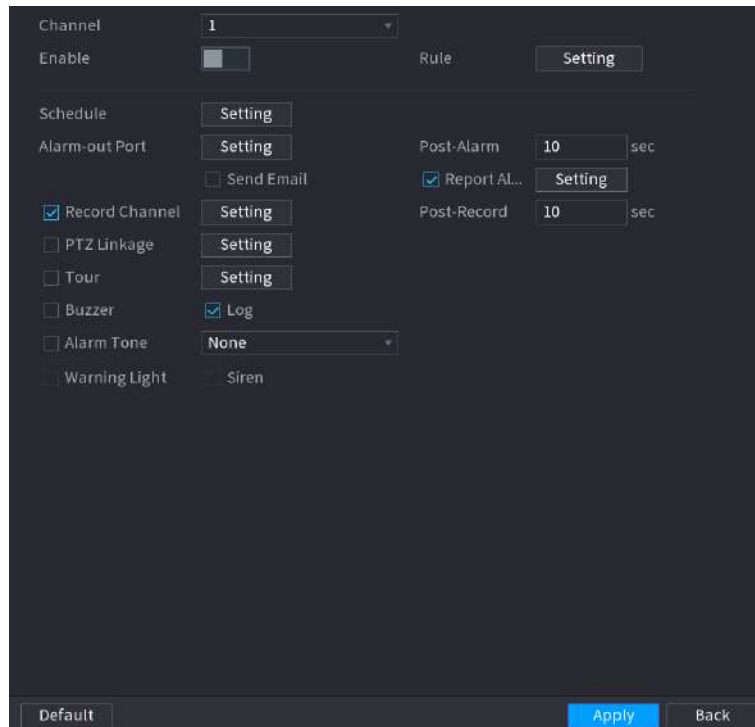 Channel 1
Enable Rule Setting
Schedule Setting
Alarm-out Port Setting Post-Alarm 10 sec
Send Email Report Al... Setting
Record Channel Setting Post-Record 10 sec
PTZ Linkage Setting
Tour Setting
Buzzer Log
Alarm Tone None
Warning Light Siren
Default Apply Back